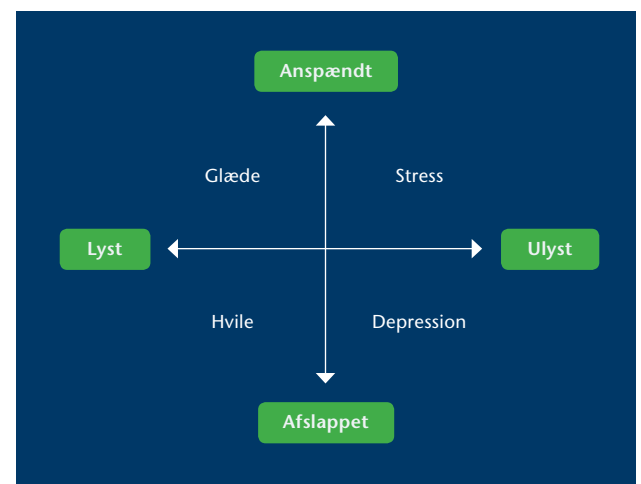 Anspændt
Glæde
Stress
Lyst
Ulyst
Hvile
Depression
Afslappet